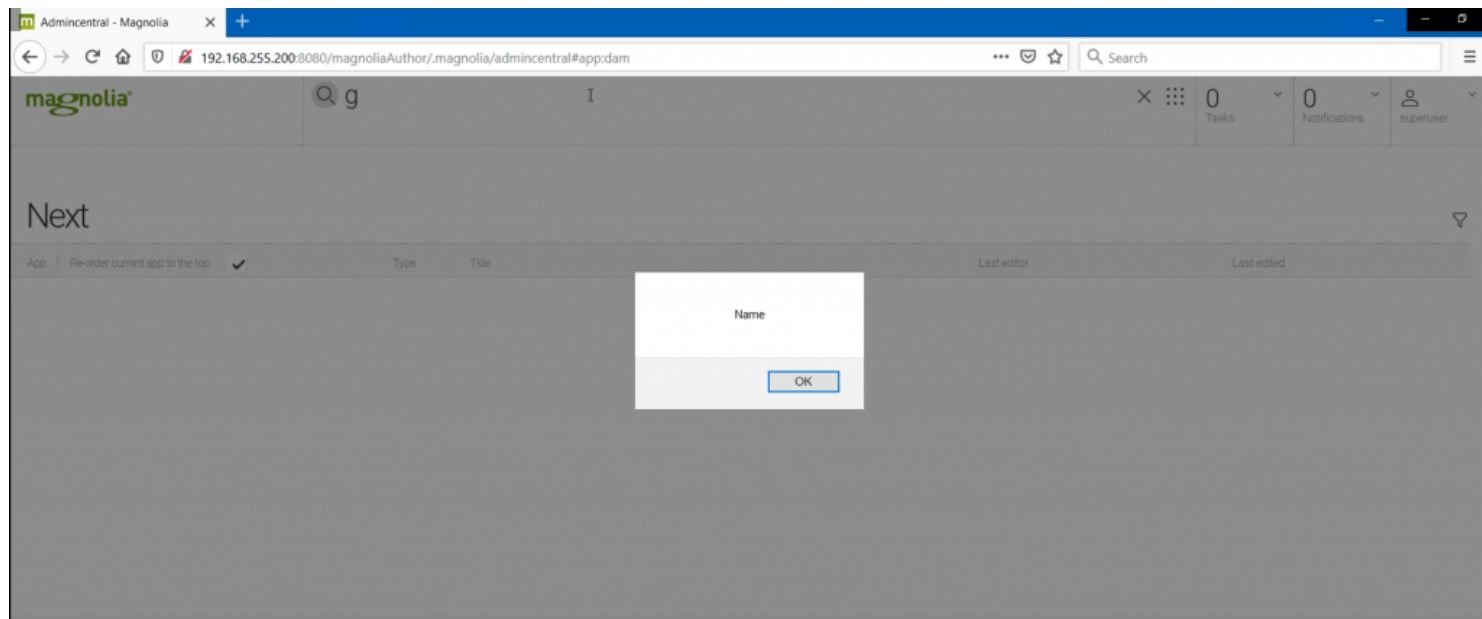 Admincentral - Magnolia
192.168.255.200:8080/magnoliaAuthor/.magnolia/admincentral#app:dam
Search
magnolia
g
0
Tasks
0
Notifications
superuser
Next
App Re-order current app to the top Type Title Last editor Last edited
Name
OK